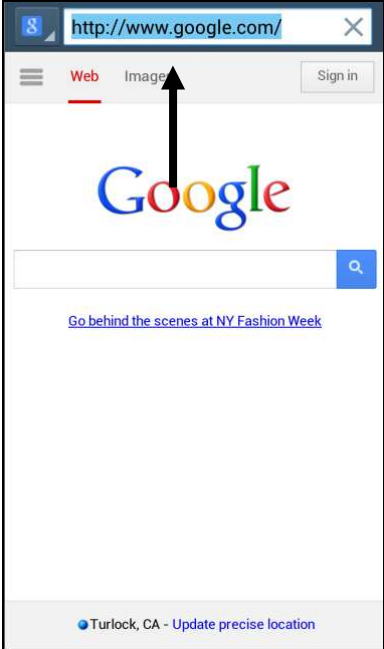 8 http://www.google.com/
Web Images Sign in
Google
Go behind the scenes at NY Fashion Week
Turlock, CA - Update precise location